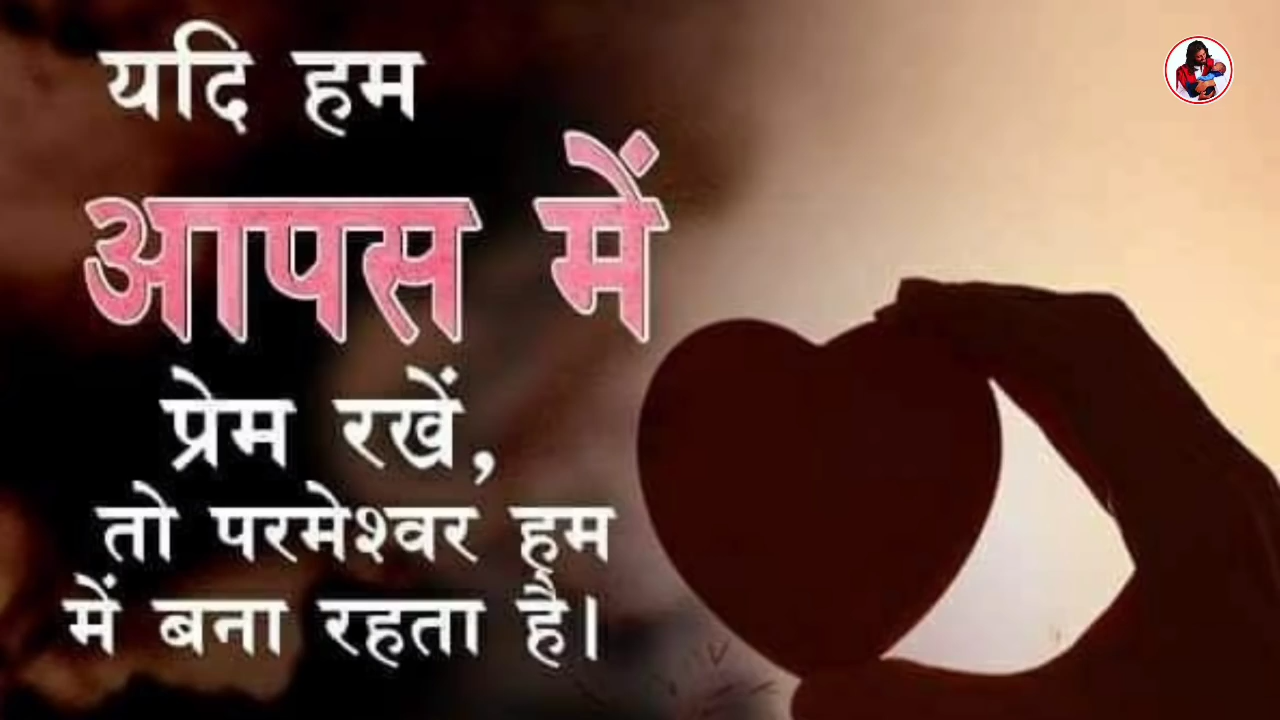 यदि हम
आपस में
प्रेम रखें,
तो परमेश्वर हम
में बना रहता है।